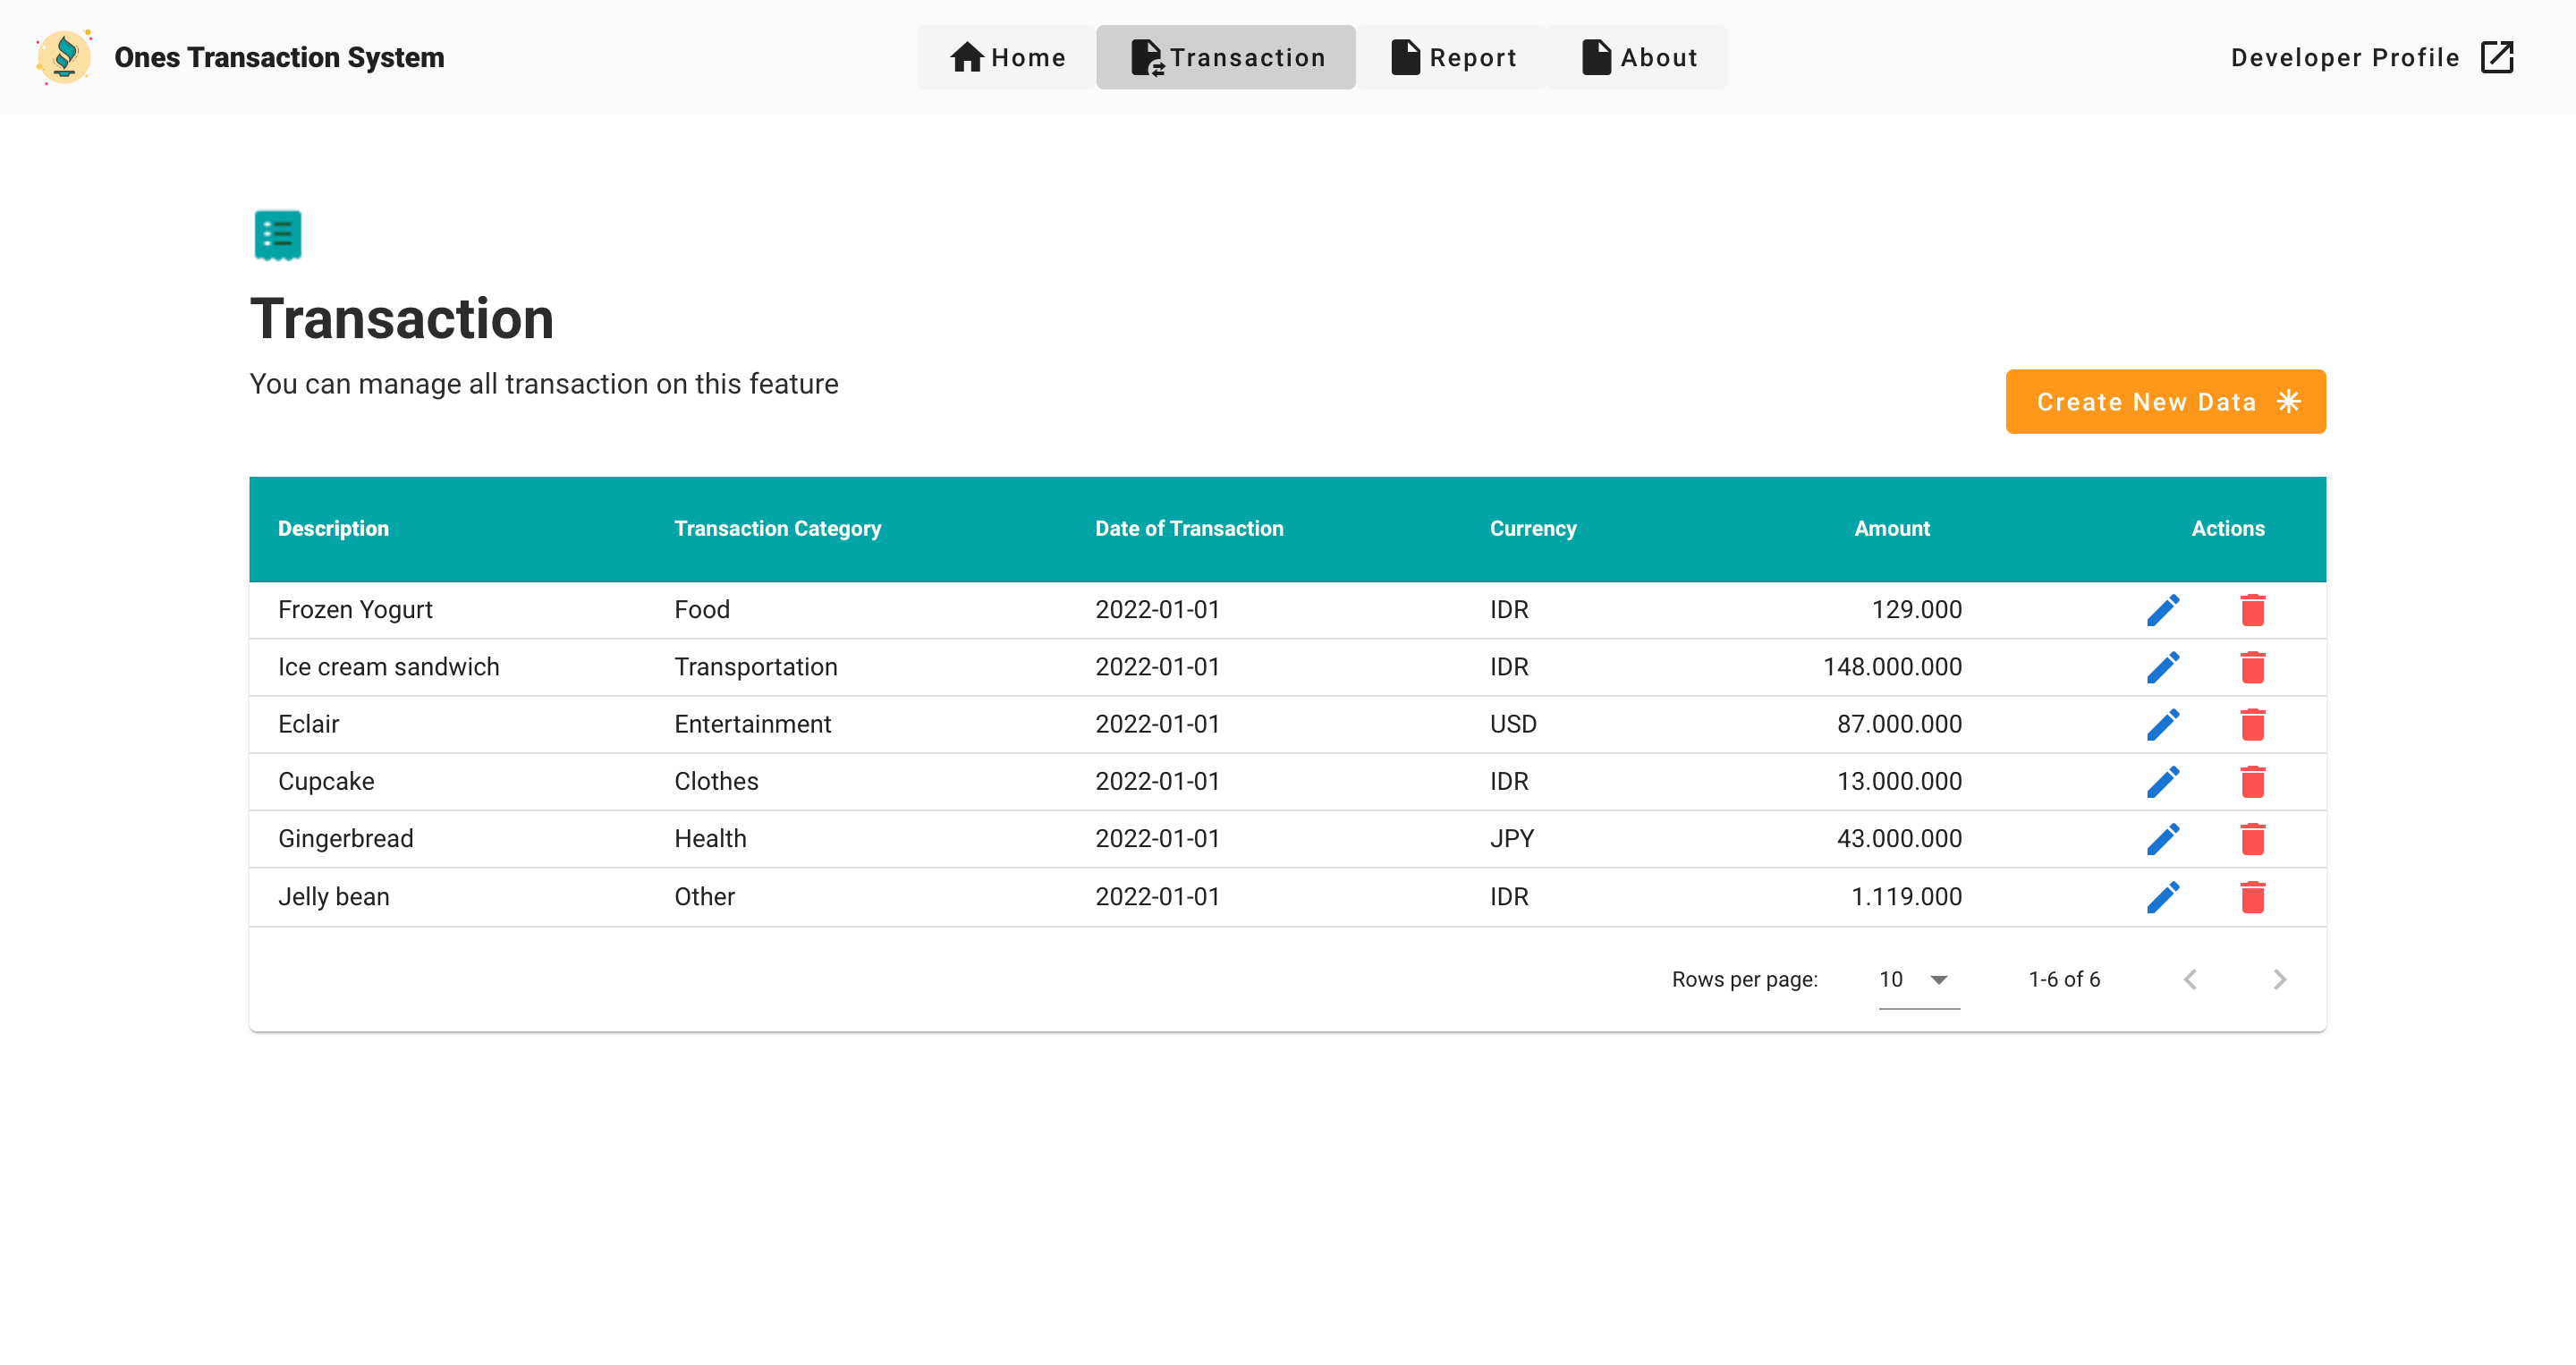 Ones Transaction System
Home Transaction Report About
Developer Profile
Transaction
You can manage all transaction on this feature
Create New Data
Description Transaction Category Date of Transaction Currency Amount Actions
Frozen Yogurt Food 2022-01-01 IDR 129.000
Ice cream sandwich Transportation 2022-01-01 IDR 148.000.000
Eclair Entertainment 2022-01-01 USD 87.000.000
Cupcake Clothes 2022-01-01 IDR 13.000.000
Gingerbread Health 2022-01-01 JPY 43.000.000
Jelly bean Other 2022-01-01 IDR 1.119.000
Rows per page: 10 1-6 of 6